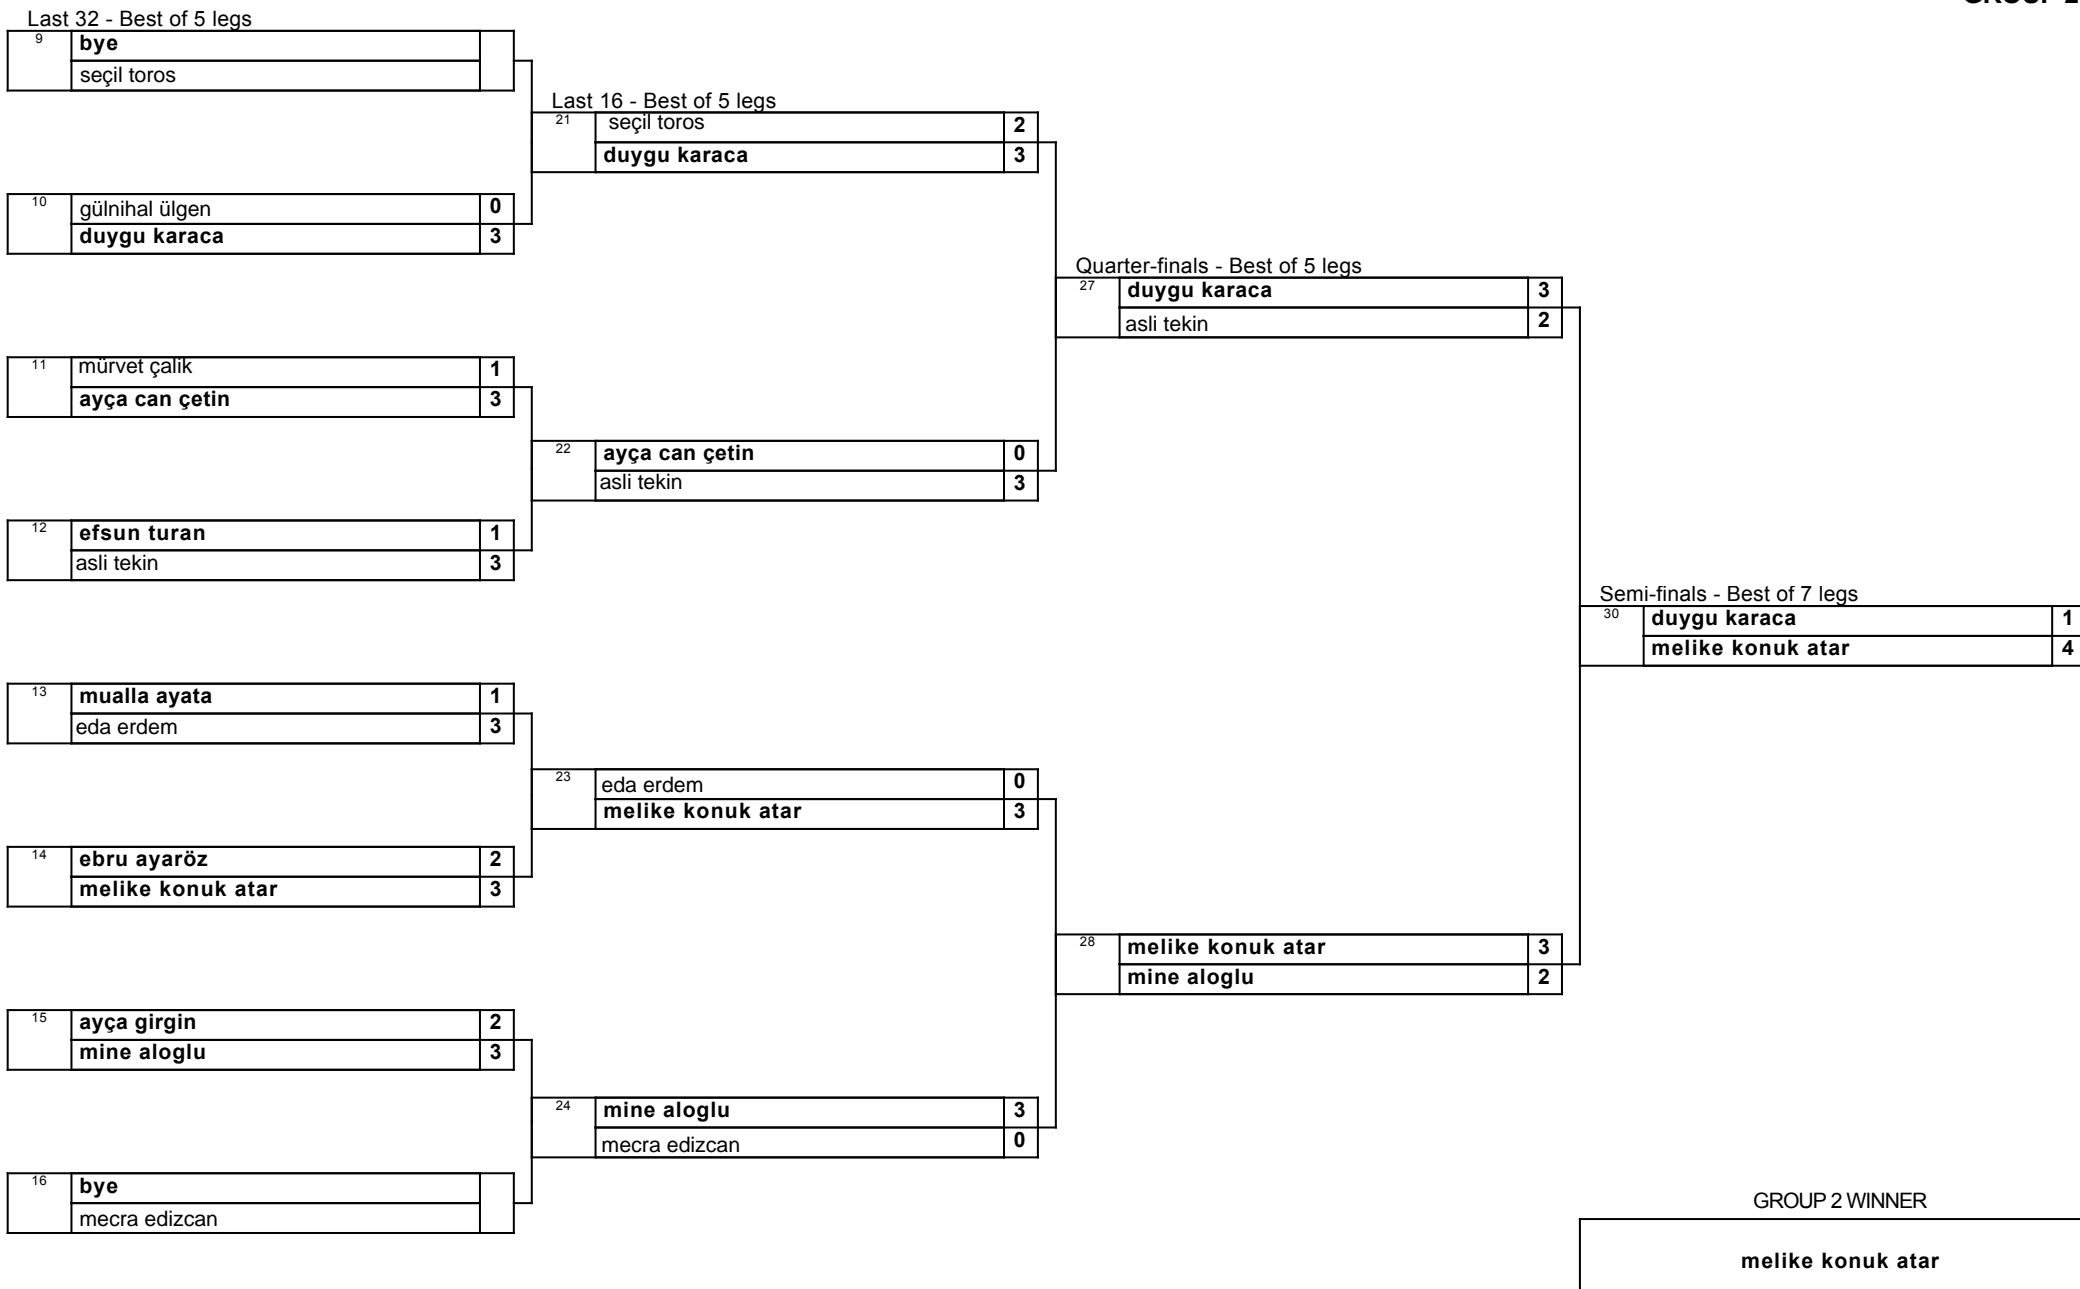 Last 32 - Best of 5 legs
9 bye
seçil toros
Last 16 - Best of 5 legs
21 seçil toros 2
duygu karaca 3
10 gülnihal ülgen 0
duygu karaca 3
Quarter-finals - Best of 5 legs
27 duygu karaca 3
asli tekin 2
11 mürvet çalik 1
ayça can çetin 3
22 ayça can çetin 0
asli tekin 3
12 efsun turan 1
asli tekin 3
Semi-finals - Best of 7 legs
30 duygu karaca 1
melike konuk atar 4
13 mualla ayata 1
eda erdem 3
23 eda erdem 0
melike konuk atar 3
14 ebru ayaröz 2
melike konuk atar 3
28 melike konuk atar 3
mine aloglu 2
15 ayça girgin 2
mine aloglu 3
24 mine aloglu 3
mecra edizcan 0
16 bye
mecra edizcan
GROUP 2 WINNER
melike konuk atar